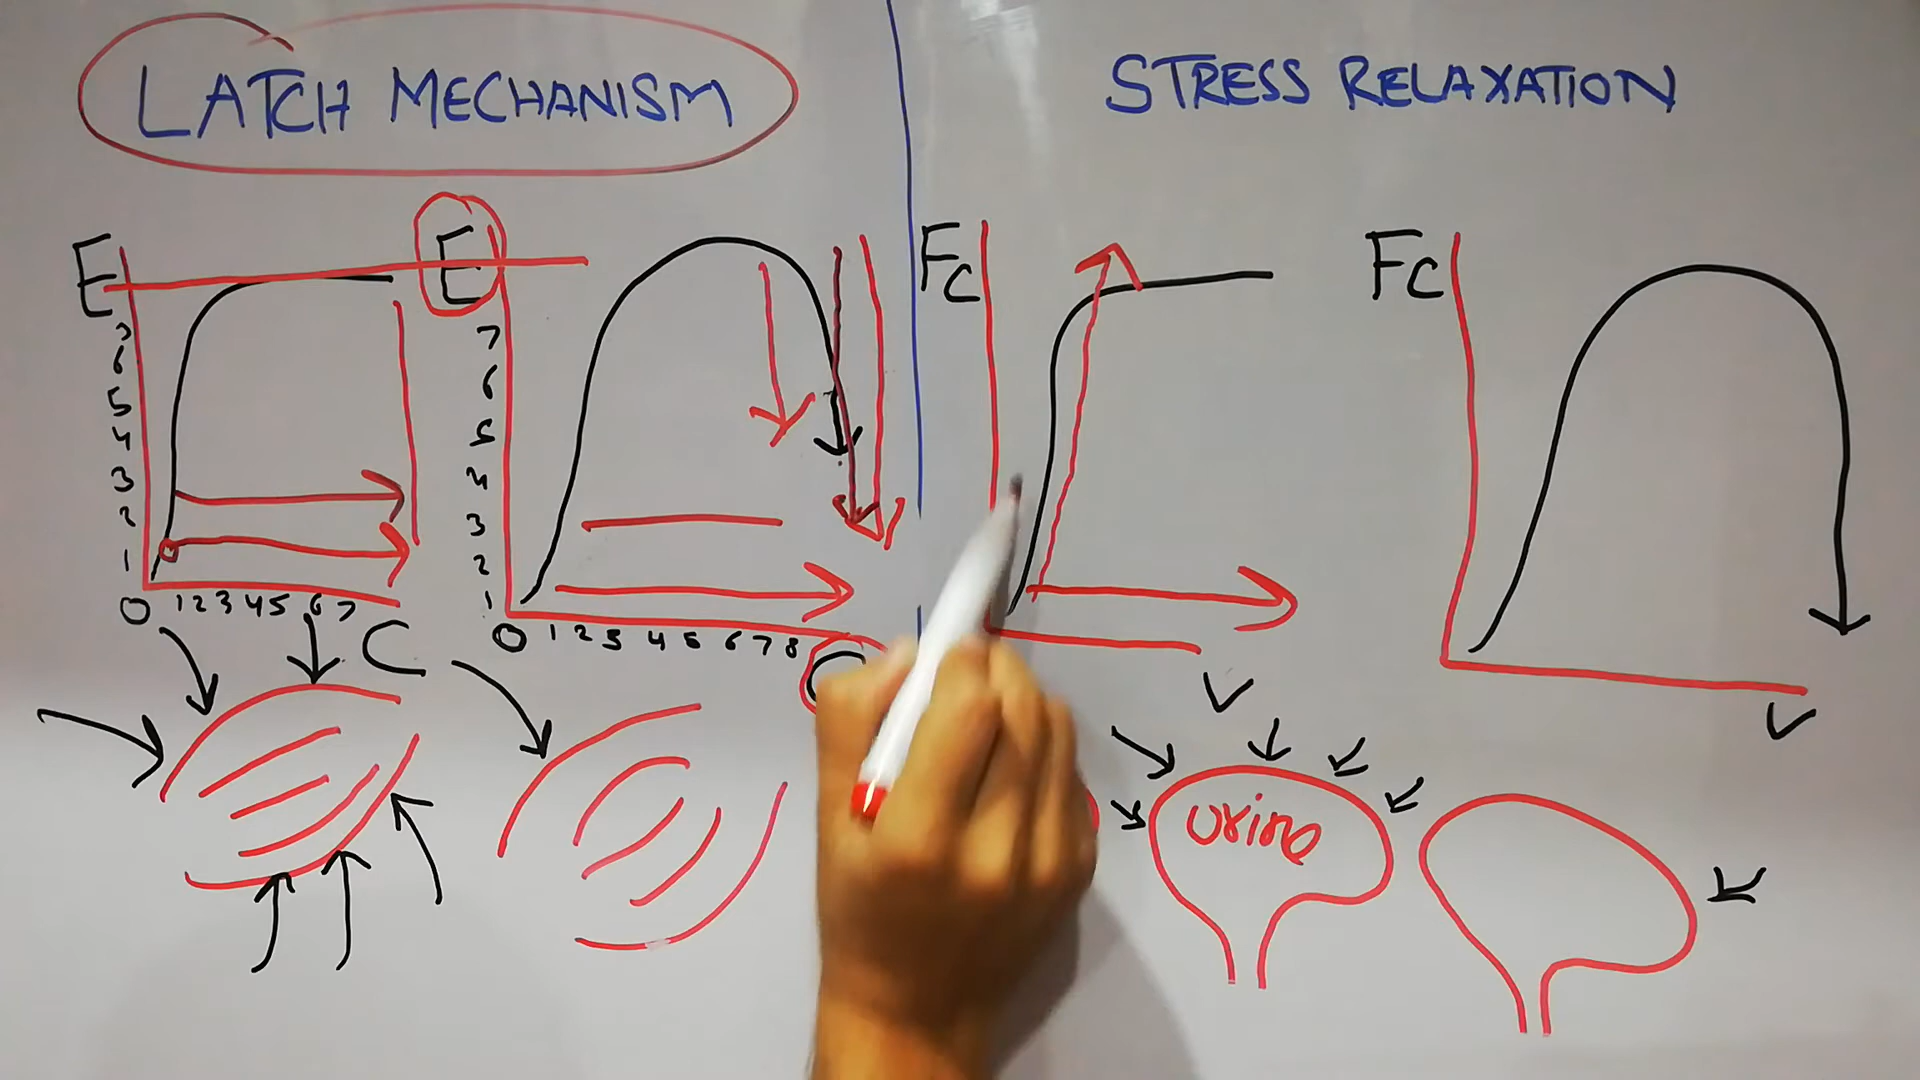 LATCH MECHANISM
STRESS RELAXATION
E
7
6
5
4
3
2
1
0 1 2 3 4 5 6 7
C
E
7
6
5
4
3
2
1
0 1 2 3 4 5 6 7 8
Fc
V
Fc
V
urine